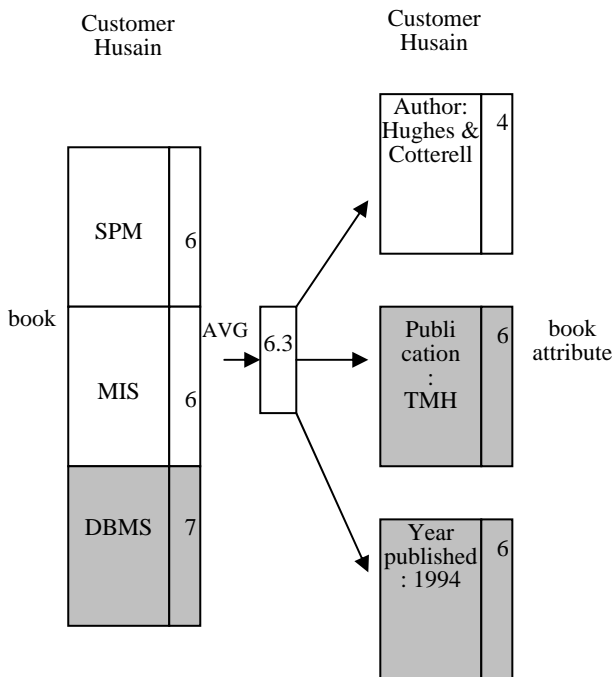 Customer
Husain
Customer
Husain
book
SPM
6
MIS
6
DBMS
7
AVG
6.3
Author:
Hughes &
Cotterell
4
Publi
cation
:
TMH
6
book
attribute
Year
published
: 1994
6